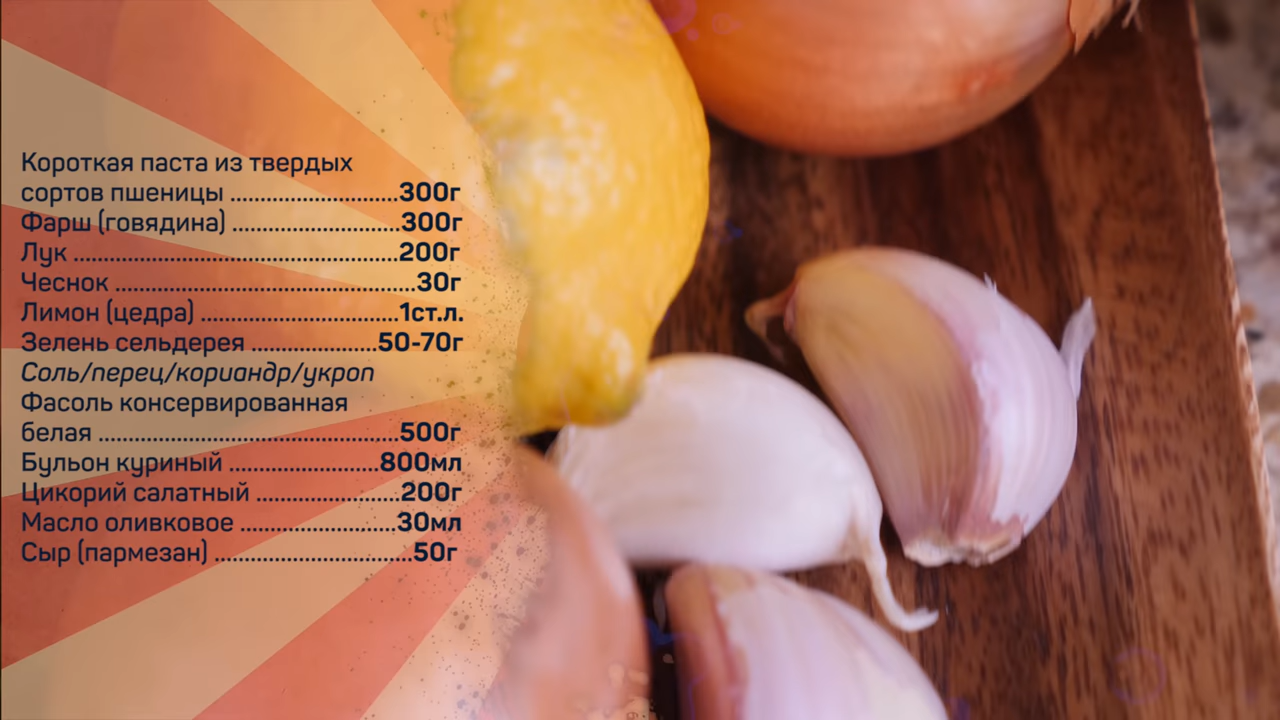 Короткая паста из твердых
сортов пшеницы ............................300г
Фарш (говядина) ............................300г
Лук ......................................................200г
Чеснок ...................................................30г
Лимон (цедра) .................................1ст.л.
Зелень сельдерея .....................50-70г
Соль/перец/кориандр/укроп
Фасоль консервированная
белая ..................................................500г
Бульон куриный .........................800мл
Цикорий салатный ........................200г
Масло оливковое ..........................30мл
Сыр (пармезан) .................................50г